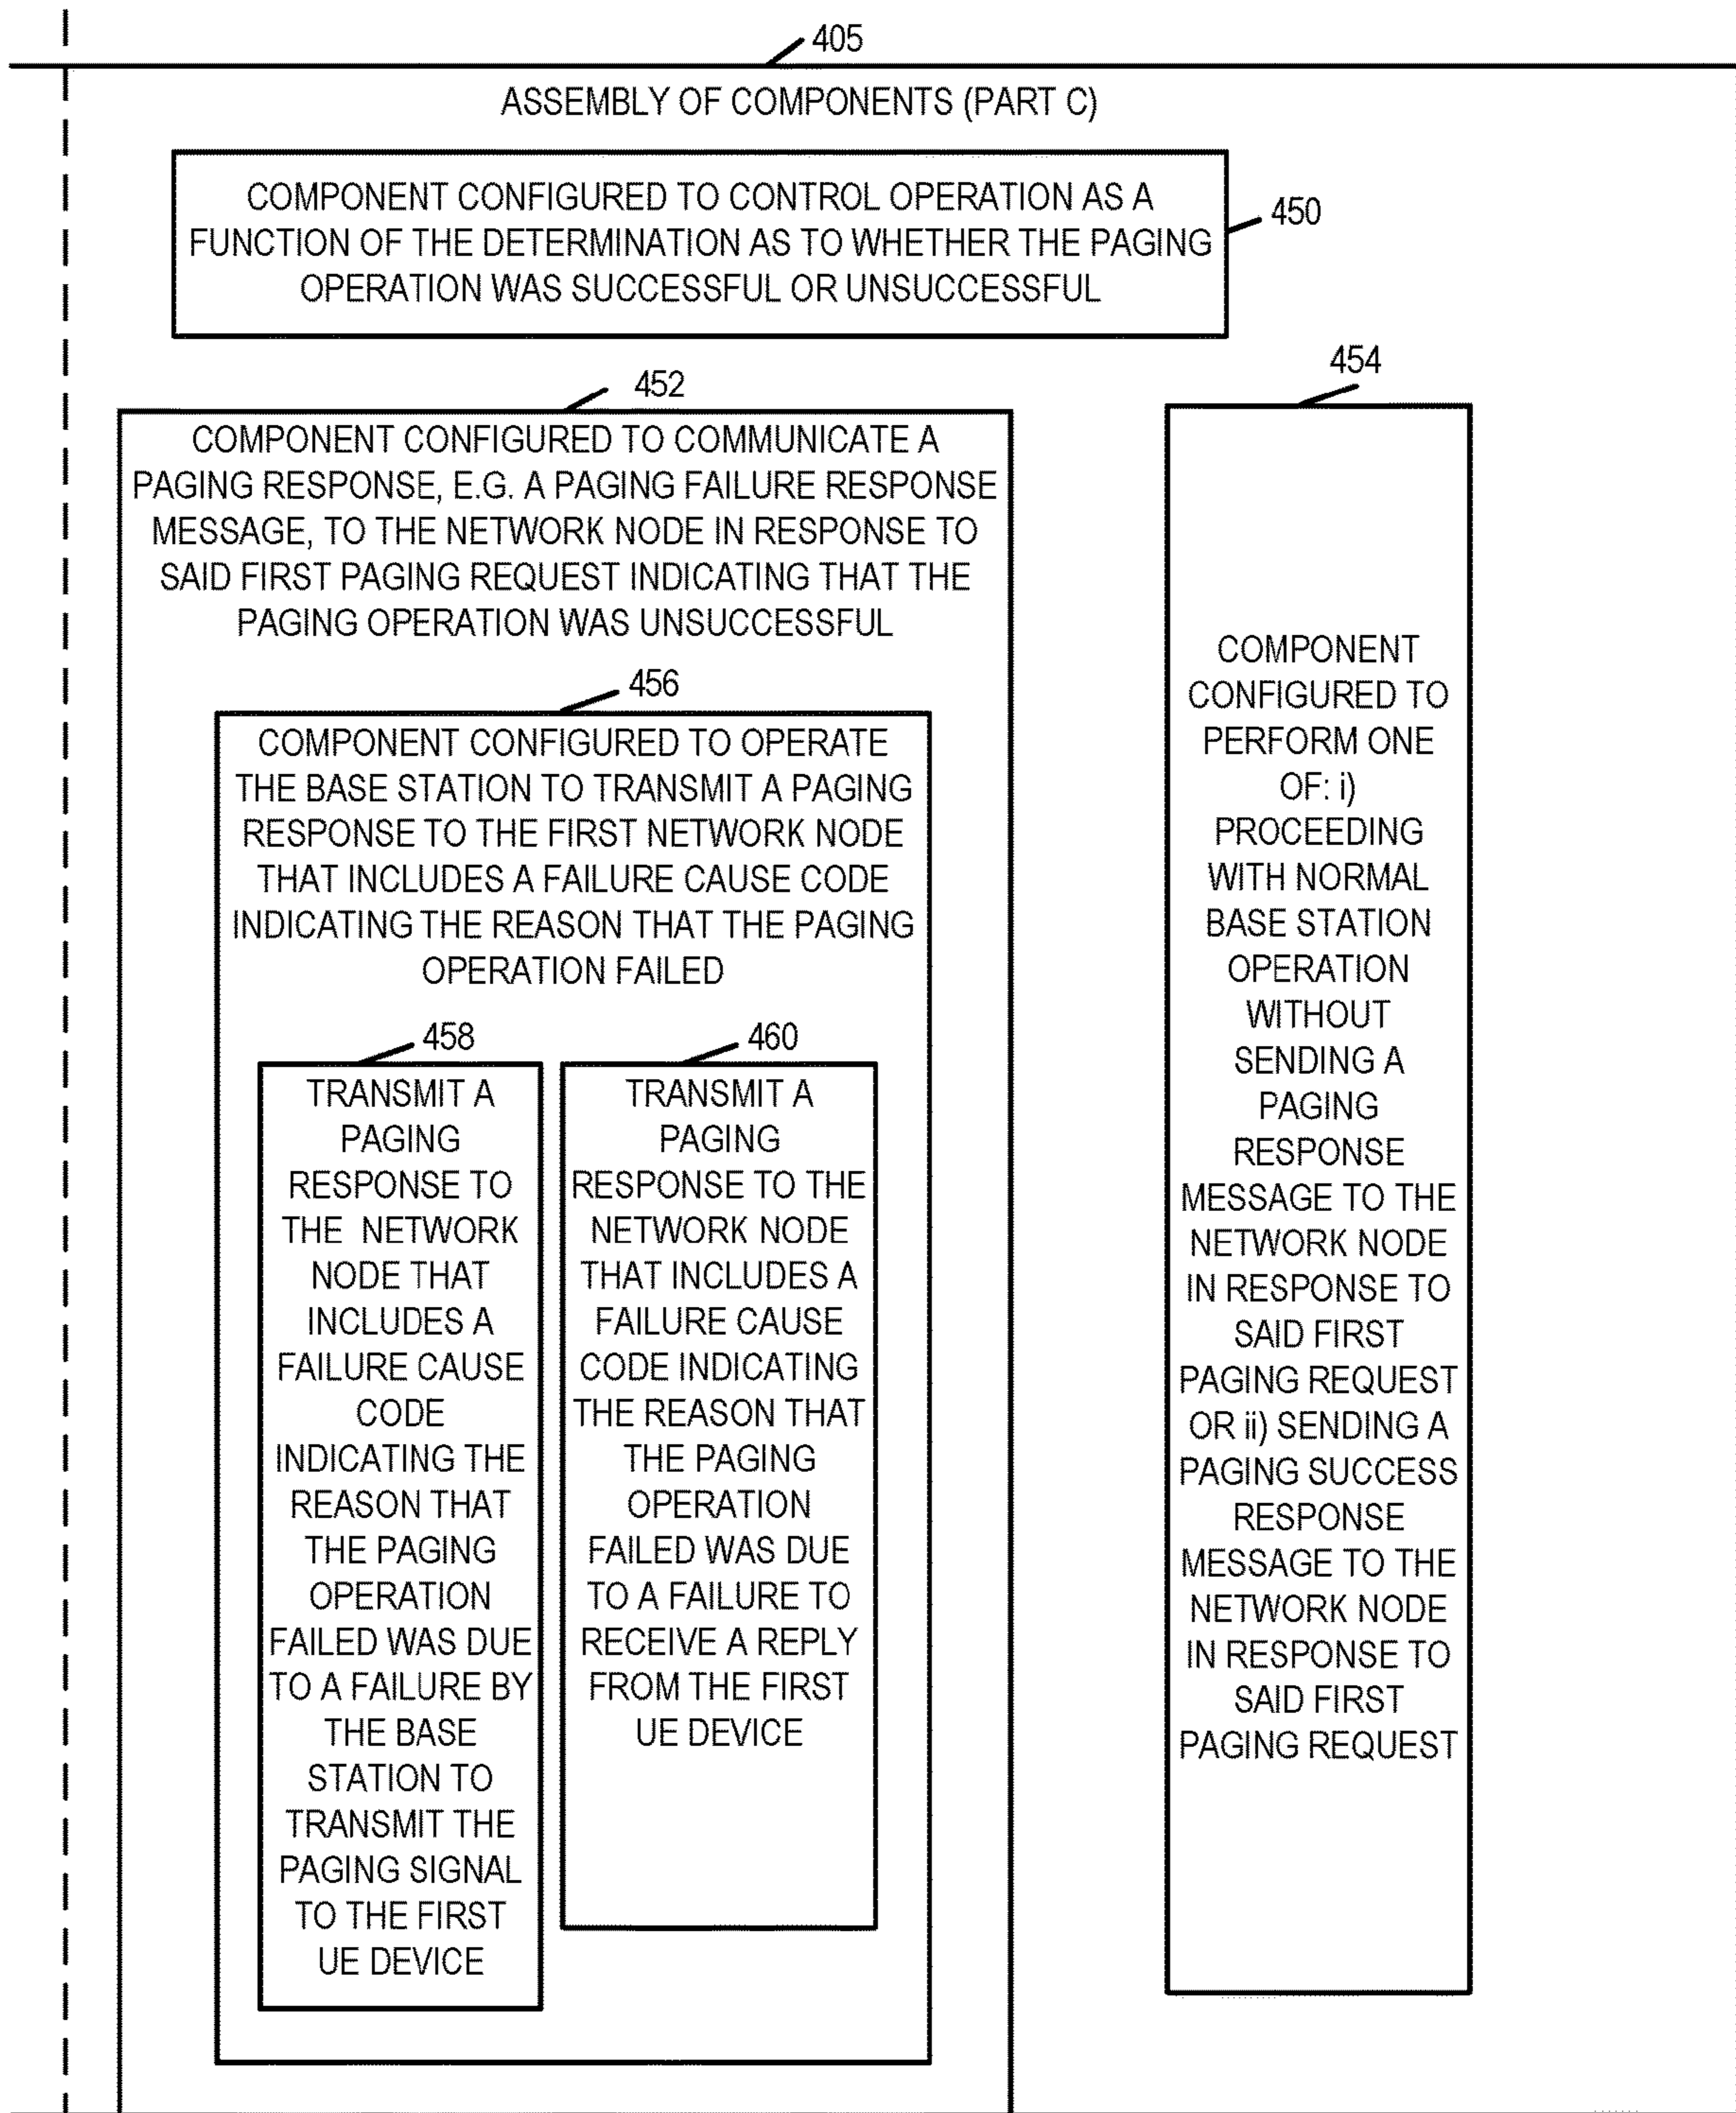 405
ASSEMBLY OF COMPONENTS (PART C)
COMPONENT CONFIGURED TO CONTROL OPERATION AS A
FUNCTION OF THE DETERMINATION AS TO WHETHER THE PAGING
OPERATION WAS SUCCESSFUL OR UNSUCCESSFUL
450
452
COMPONENT CONFIGURED TO COMMUNICATE A
PAGING RESPONSE, E.G. A PAGING FAILURE RESPONSE
MESSAGE, TO THE NETWORK NODE IN RESPONSE TO
SAID FIRST PAGING REQUEST INDICATING THAT THE
PAGING OPERATION WAS UNSUCCESSFUL
456
COMPONENT CONFIGURED TO OPERATE
THE BASE STATION TO TRANSMIT A PAGING
RESPONSE TO THE FIRST NETWORK NODE
THAT INCLUDES A FAILURE CAUSE CODE
INDICATING THE REASON THAT THE PAGING
OPERATION FAILED
458
TRANSMIT A
PAGING
RESPONSE TO
THE NETWORK
NODE THAT
INCLUDES A
FAILURE CAUSE
CODE
INDICATING THE
REASON THAT
THE PAGING
OPERATION
FAILED WAS DUE
TO A FAILURE BY
THE BASE
STATION TO
TRANSMIT THE
PAGING SIGNAL
TO THE FIRST
UE DEVICE
460
TRANSMIT A
PAGING
RESPONSE TO THE
NETWORK NODE
THAT INCLUDES A
FAILURE CAUSE
CODE INDICATING
THE REASON THAT
THE PAGING
OPERATION
FAILED WAS DUE
TO A FAILURE TO
RECEIVE A REPLY
FROM THE FIRST
UE DEVICE
454
COMPONENT
CONFIGURED TO
PERFORM ONE
OF: i)
PROCEEDING
WITH NORMAL
BASE STATION
OPERATION
WITHOUT
SENDING A
PAGING
RESPONSE
MESSAGE TO THE
NETWORK NODE
IN RESPONSE TO
SAID FIRST
PAGING REQUEST
OR ii) SENDING A
PAGING SUCCESS
RESPONSE
MESSAGE TO THE
NETWORK NODE
IN RESPONSE TO
SAID FIRST
PAGING REQUEST